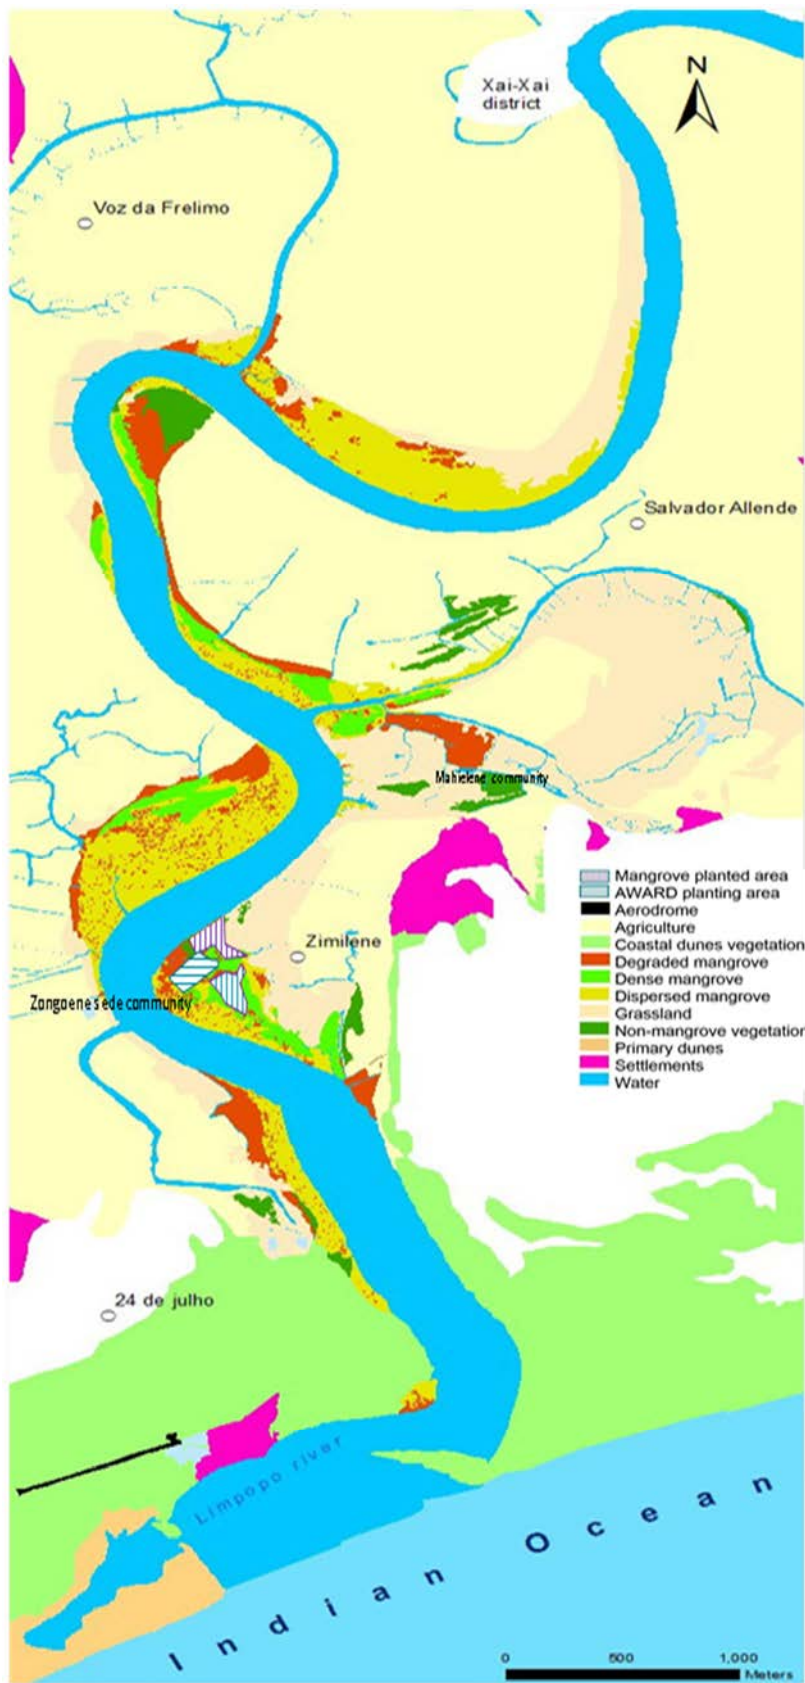 N
Xai-Xai
district
Voz da Frelimo
Salvador Allende
Mahielene community
Mangrove planted area
AWARD planting area
Aerodrome
Agriculture
Coastal dunes vegetation
Degraded mangrove
Dense mangrove
Dispersed mangrove
Grassland
Non-mangrove vegetation
Primary dunes
Settlements
Water
Zimilene
Zongoene sede community
24 de julho
Limpopo river
Indian Ocean
0 500 1,000
Meters